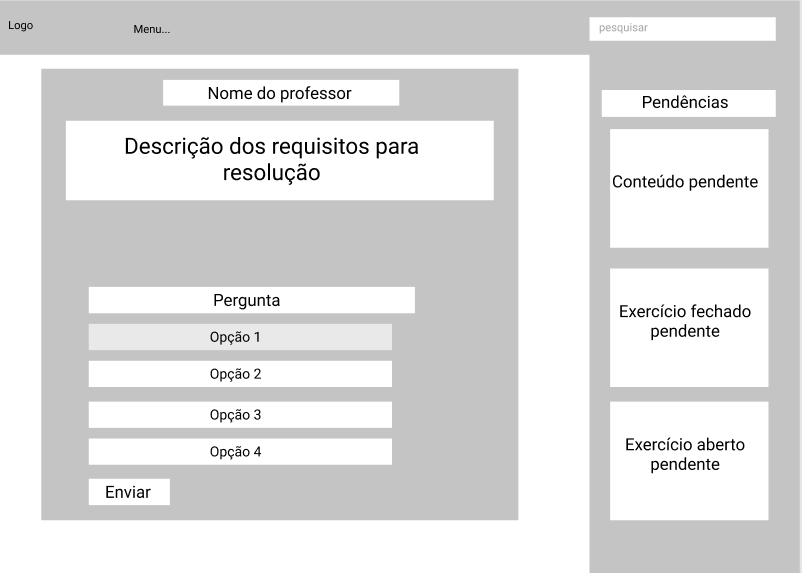 Logo
Menu...
pesquisar
Nome do professor
Descrição dos requisitos para
resolução
Pergunta
Opção 1
Opção 2
Opção 3
Opção 4
Enviar
Pendências
Conteúdo pendente
Exercício fechado
pendente
Exercício aberto
pendente